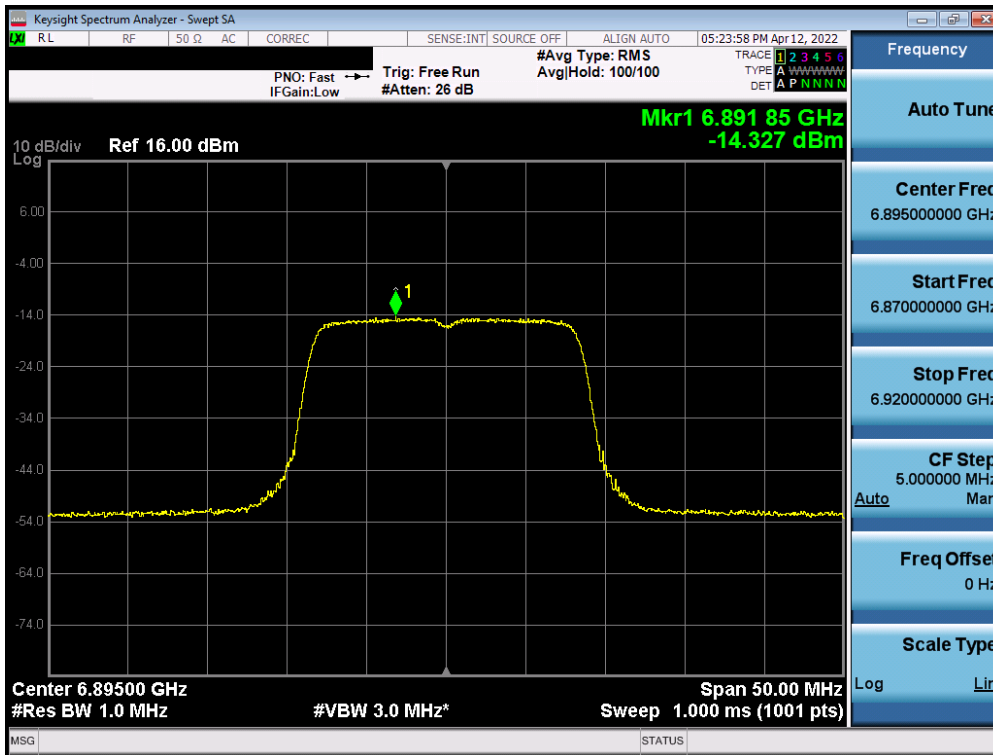 Keysight Spectrum Analyzer - Swept SA
LXI RL RF 50 Ω AC CORREC SENSE:INT SOURCE OFF ALIGN AUTO 05:23:58 PM Apr 12, 2022
PNO: Fast
IFGain:Low
Trig: Free Run
#Atten: 26 dB
#Avg Type: RMS
Avg|Hold: 100/100
TRACE 1 2 3 4 5 6
TYPE A WWWWW
DET A P N N N N
Mkr1 6.891 85 GHz
-14.327 dBm
10 dB/div
Log
Ref 16.00 dBm
1
6.00
-4.00
-14.0
-24.0
-34.0
-44.0
-54.0
-64.0
-74.0
Center 6.89500 GHz
Span 50.00 MHz
#Res BW 1.0 MHz
#VBW 3.0 MHz*
Sweep 1.000 ms (1001 pts)
MSG
STATUS
Frequency
Auto Tune
Center Freq
6.895000000 GHz
Start Freq
6.870000000 GHz
Stop Freq
6.920000000 GHz
CF Step
5.000000 MHz
Auto Man
Freq Offset
0 Hz
Scale Type
Log Lin